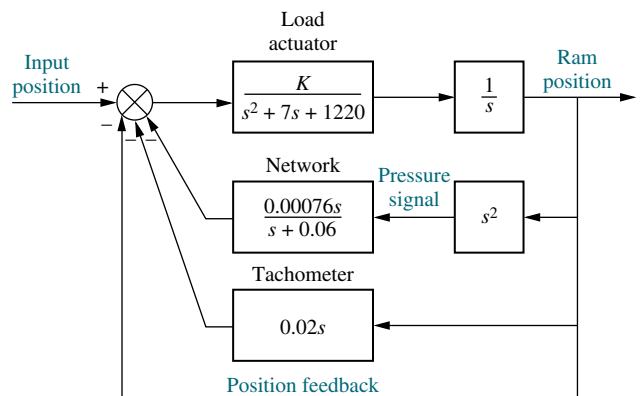 Load
actuator
Input
position
Ram
position
+
−
−
−
K
s² + 7s + 1220
1
s
Network
Pressure
signal
0.00076s
s + 0.06
s²
Tachometer
0.02s
Position feedback